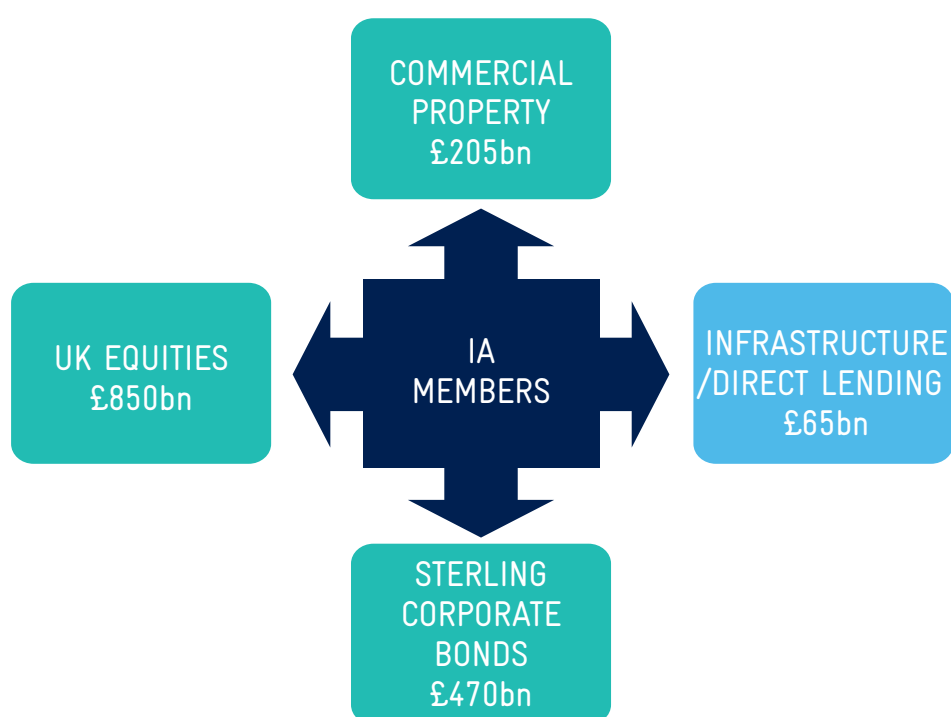 COMMERCIAL
PROPERTY
£205bn
UK EQUITIES
£850bn
IA
MEMBERS
INFRASTRUCTURE
/DIRECT LENDING
£65bn
STERLING
CORPORATE
BONDS
£470bn